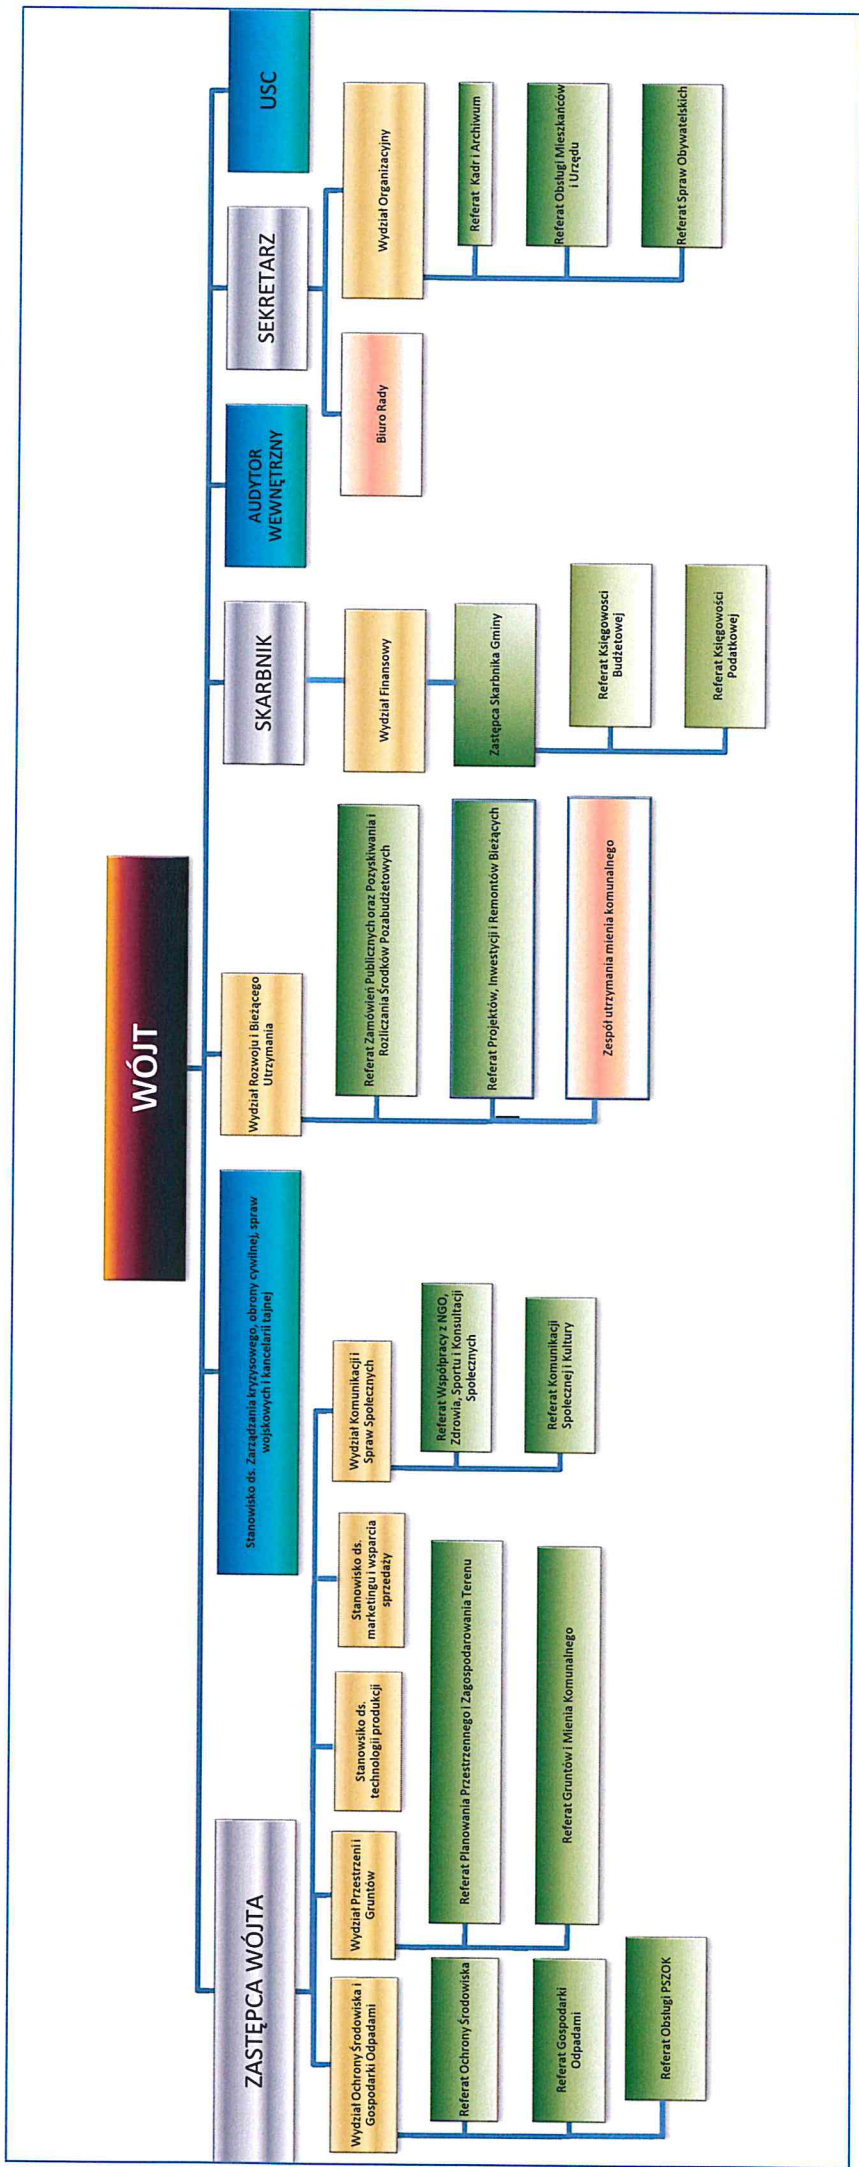 WÓJT
ZASTĘPCA WÓJTA
Stanowisko ds. Zarządzania kryzysowego, obrony cywilnej, spraw
wojskowych i kancelarii tajnej
Wydział Rozwoju i Bieżącego
Utrzymania
SKARBNIK
AUDYTOR
WEWNĘTRZNY
SEKRETARZ
USC
Wydział Ochrony Środowiska i
Gospodarki Odpadami
Referat Ochrony Środowiska
Referat Gospodarki
Odpadami
Referat Obsługi PSZOK
Wydział Przestrzeni i
Gruntów
Referat Planowania Przestrzennego i Zagospodarowania Terenu
Referat Gruntów i Mienia Komunalnego
Stanowsiko ds.
technologii produkcji
Stanowisko ds.
marketingu i wsparcia
sprzedaży
Wydział Komunikacji i
Spraw Społecznych
Referat Współpracy z NGO,
Zdrowia, Sportu i Konsultacji
Społecznych
Referat Komunikacji
Społecznej i Kultury
Referat Zamówień Publicznych oraz Pozyskiwania i
Rozliczania Środków Pozabudżetowych
Referat Projektów, Inwestycji i Remontów Bieżących
Zespół utrzymania mienia komunalnego
Wydział Finansowy
Zastępca Skarbnika Gminy
Referat Księgowosci
Budżetowej
Referat Księgowości
Podatkowej
Biuro Rady
Wydział Organizacyjny
Referat Kadr i Archiwum
Referat Obsługi Mieszkańców
i Urzędu
Referat Spraw Obywatelskich